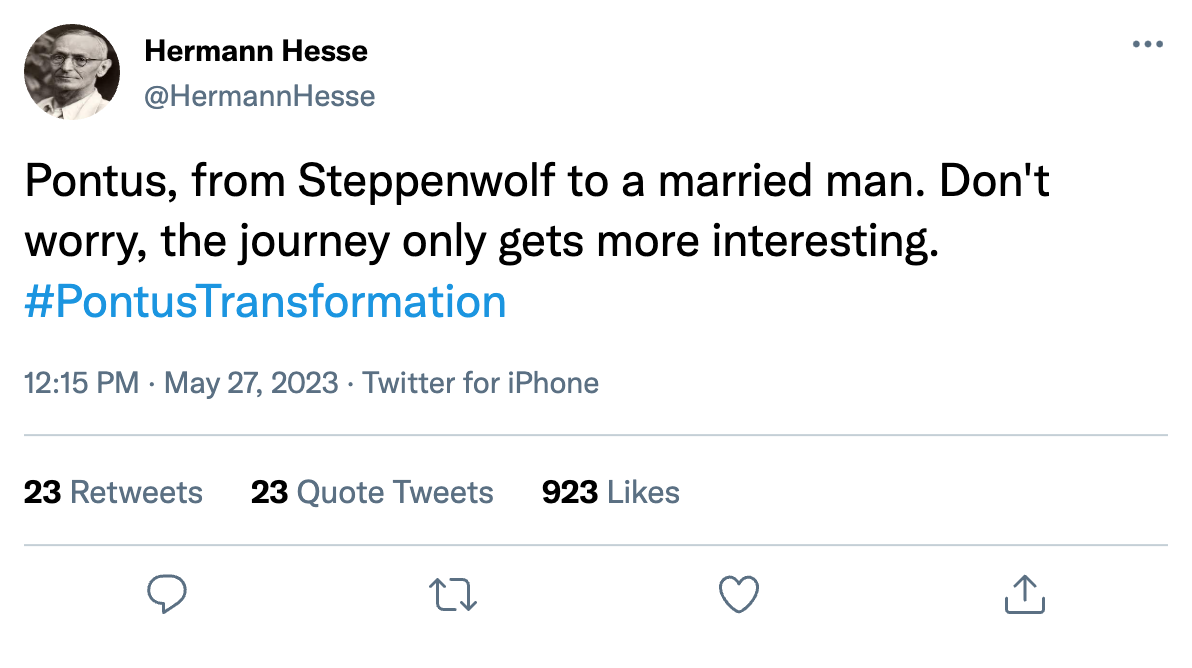 Hermann Hesse
@HermannHesse
Pontus, from Steppenwolf to a married man. Don't
worry, the journey only gets more interesting.
#PontusTransformation
12:15 PM · May 27, 2023 · Twitter for iPhone
23 Retweets 23 Quote Tweets 923 Likes